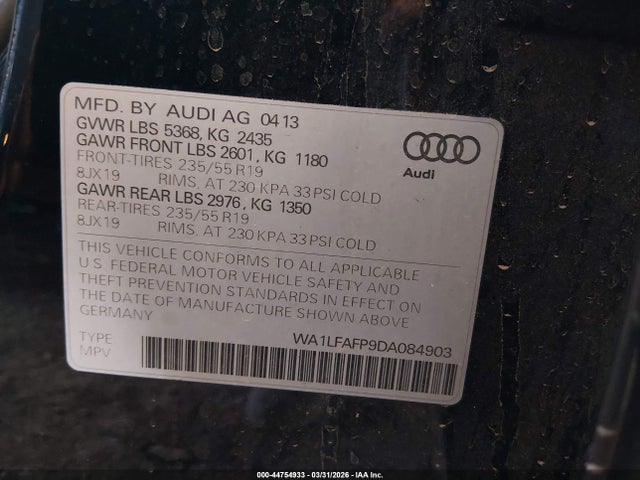 MFD. BY AUDI AG 0413
GVWR LBS 5368, KG 2435
GAWR FRONT LBS 2601, KG 1180
FRONT-TIRES 235/55 R19
8JX19 RIMS. AT 230 KPA 33 PSI COLD
GAWR REAR LBS 2976, KG 1350
REAR-TIRES 235/55 R19
8JX19 RIMS. AT 230 KPA 33 PSI COLD
Audi
THIS VEHICLE CONFORMS TO ALL APPLICABLE
U.S. FEDERAL MOTOR VEHICLE SAFETY AND
THEFT PREVENTION STANDARDS IN EFFECT ON
THE DATE OF MANUFACTURE SHOWN ABOVE
GERMANY
TYPE WA1LFAFP9DA084903
MPV
000-44754933 - 03/31/2026 - IAA Inc.